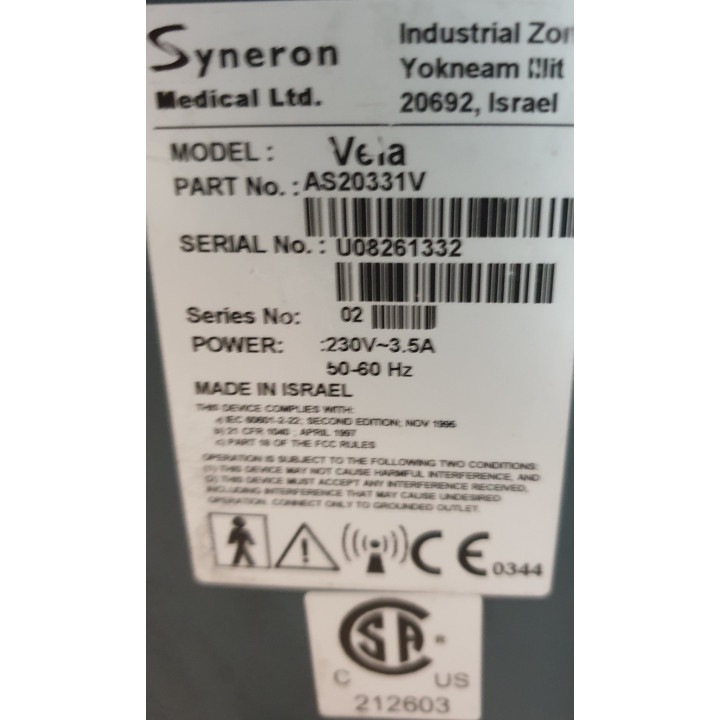 Syneron
Medical Ltd.
Industrial Zon
Yokneam Illit
20692, Israel
MODEL: Vela
PART No.: AS20331V
SERIAL No.: U08261332
Series No: 02
POWER: :230V~3.5A
50-60 Hz
MADE IN ISRAEL
THIS DEVICE COMPLIES WITH:
a) IEC 60601-2-22; SECOND EDITION; NOV 1995
b) 21 CFR 1040 ; APRIL 1997
c) PART 18 OF THE FCC RULES
OPERATION IS SUBJECT TO THE FOLLOWING TWO CONDITIONS:
(1) THIS DEVICE MAY NOT CAUSE HARMFUL INTERFERENCE, AND
(2) THIS DEVICE MUST ACCEPT ANY INTERFERENCE RECEIVED,
INCLUDING INTERFERENCE THAT MAY CAUSE UNDESIRED
OPERATION. CONNECT ONLY TO GROUNDED OUTLET.
CE 0344
CSA ®
C US
212603